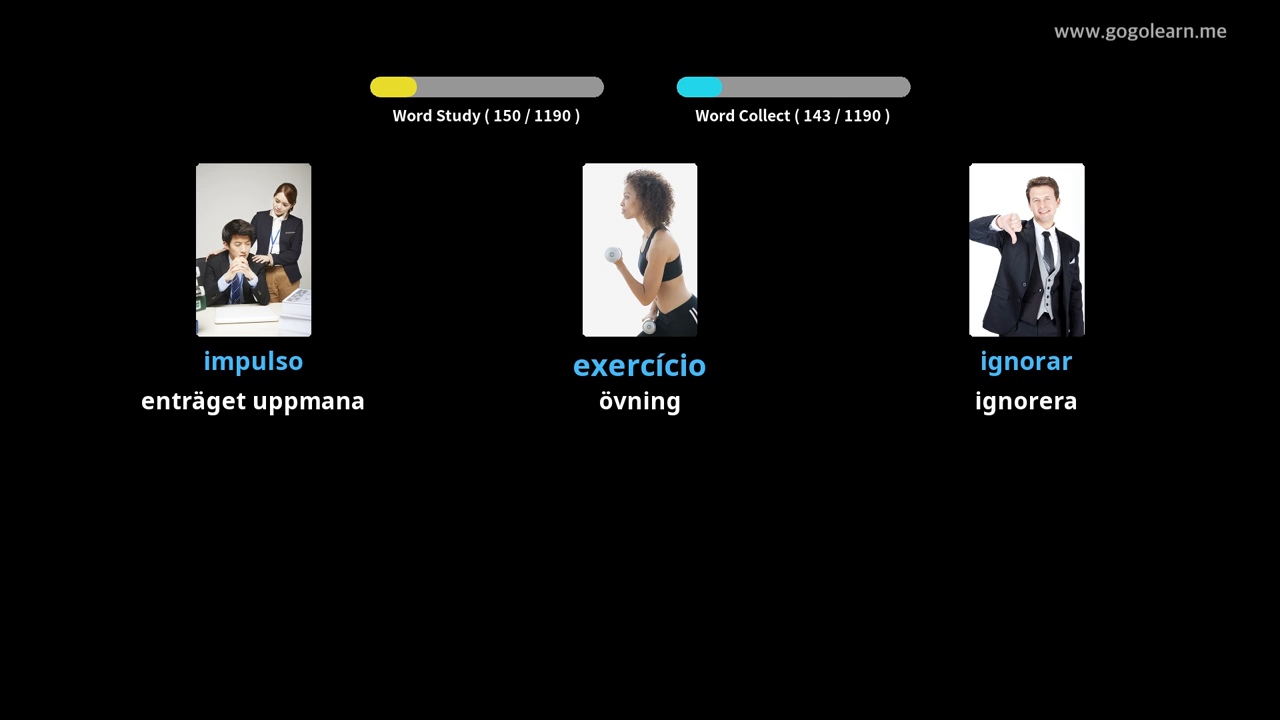 www.gogolearn.me
Word Study ( 150 / 1190 )
Word Collect ( 143 / 1190 )
impulso
enträget uppmana
exercício
övning
ignorar
ignorera